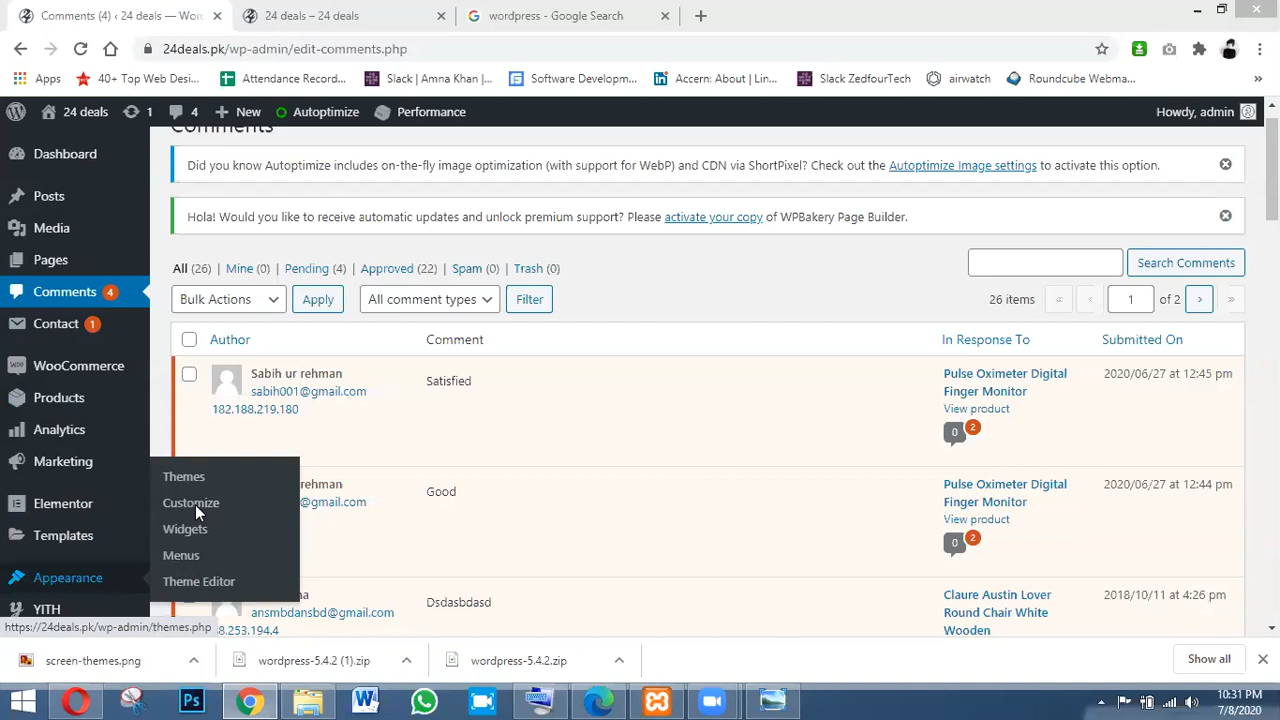 Comments (4) ‹ 24 deals — Wor
24 deals – 24 deals
wordpress - Google Search
24deals.pk/wp-admin/edit-comments.php
Apps
40+ Top Web Desi...
Attendance Record...
Slack | Amna Khan |...
Software Developm...
Accern: About | Lin...
Slack ZedfourTech
airwatch
Roundcube Webma...
»
24 deals
1
4
New
Autoptimize
Performance
Howdy, admin
Comments
Did you know Autoptimize includes on-the-fly image optimization (with support for WebP) and CDN via ShortPixel? Check out the Autoptimize Image settings to activate this option.
Hola! Would you like to receive automatic updates and unlock premium support? Please activate your copy of WPBakery Page Builder.
Dashboard
Posts
Media
Pages
Comments 4
Contact 1
WooCommerce
Products
Analytics
Marketing
Elementor
Templates
Appearance
YITH
Themes
Customize
Widgets
Menus
Theme Editor
All (26) | Mine (0) | Pending (4) | Approved (22) | Spam (0) | Trash (0)
Search Comments
Bulk Actions
Apply
All comment types
Filter
26 items « ‹ 1 of 2 › »
Author
Comment
In Response To
Submitted On
Sabih ur rehman
sabih001@gmail.com
182.188.219.180
Satisfied
Pulse Oximeter Digital
Finger Monitor
View product
0 2
2020/06/27 at 12:45 pm
rehman
@gmail.com
Good
Pulse Oximeter Digital
Finger Monitor
View product
0 2
2020/06/27 at 12:44 pm
ansmbdansbd@gmail.com
8.253.194.4
Dsdasbdasd
Claure Austin Lover
Round Chair White
Wooden
2018/10/11 at 4:26 pm
https://24deals.pk/wp-admin/themes.php
screen-themes.png
wordpress-5.4.2 (1).zip
wordpress-5.4.2.zip
Show all
Ps
10:31 PM
7/8/2020